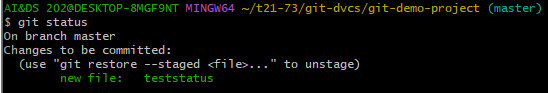 AI&DS 202@DESKTOP-8MGF9NT MINGW64 ~/t21-73/git-dvcs/git-demo-project (master)
$ git status
On branch master
Changes to be committed:
  (use "git restore --staged <file>..." to unstage)
        new file:   teststatus